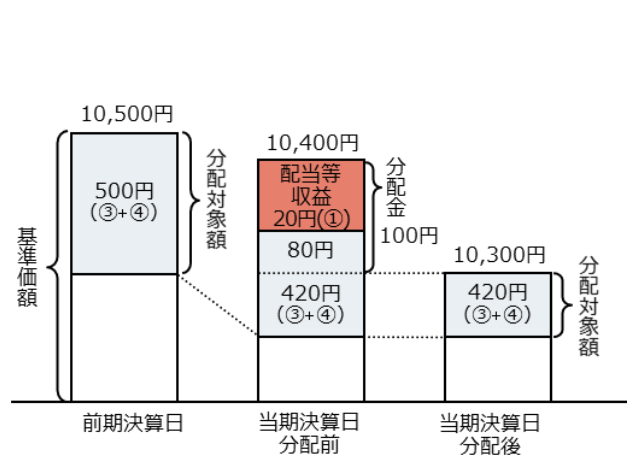 10,500円
500円
(③+④)
分配対象額
基準価額
前期決算日
10,400円
配当等
収益
20円(①)
80円
420円
(③+④)
分配金
100円
当期決算日
分配前
10,300円
420円
(③+④)
分配対象額
当期決算日
分配後